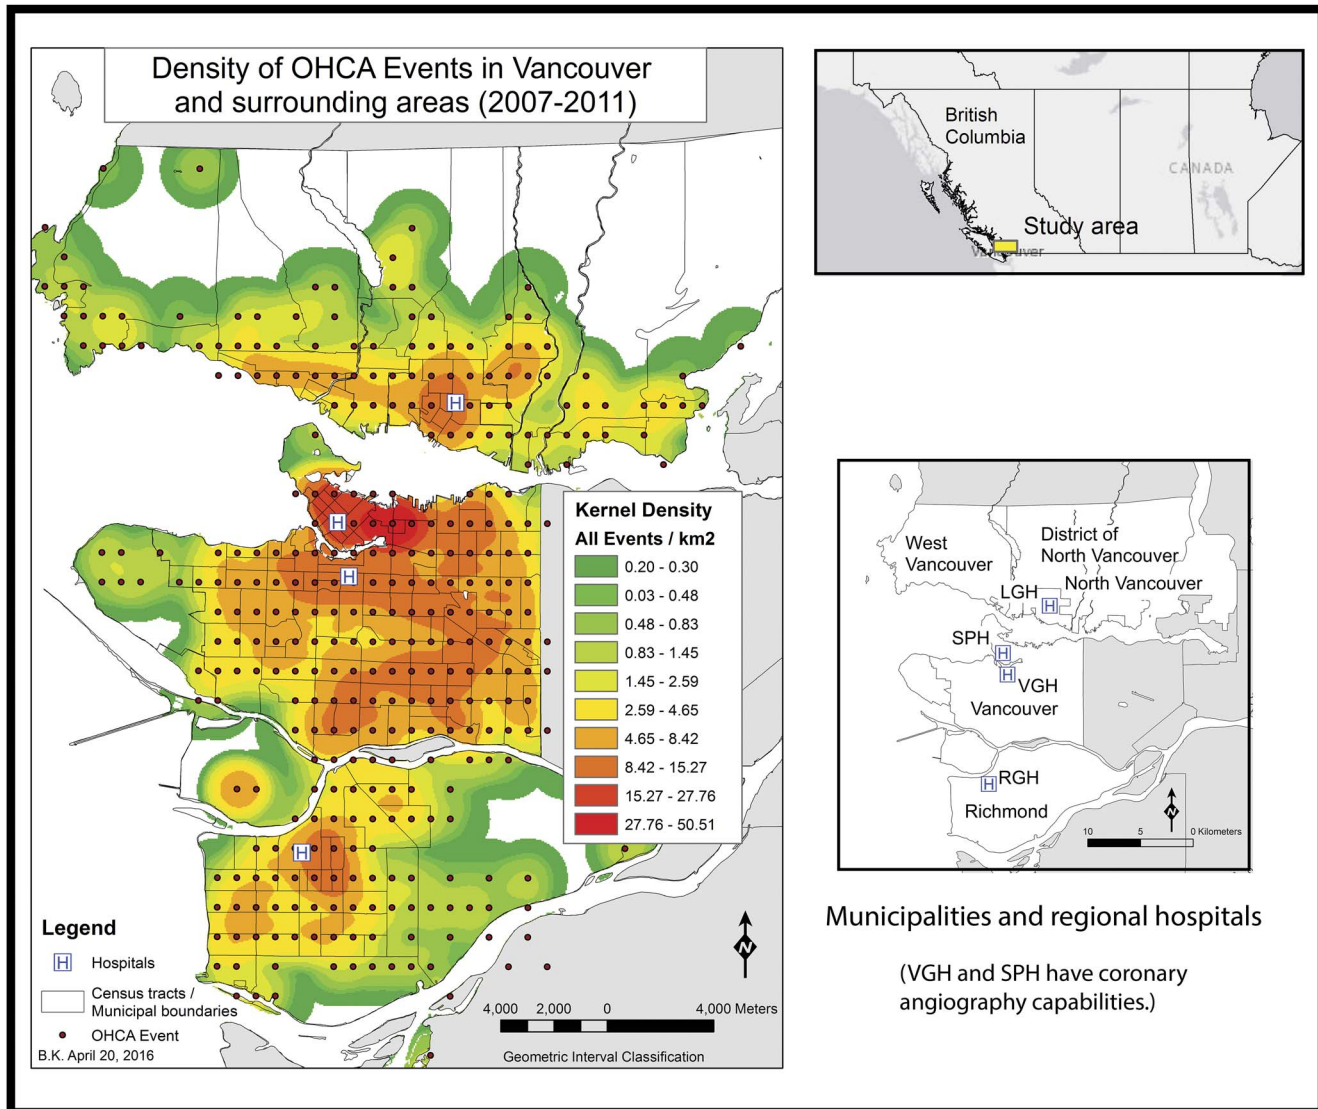 Density of OHCA Events in Vancouver
and surrounding areas (2007-2011)
H
H
H
H
Kernel Density
All Events / km2
0.20 - 0.30
0.03 - 0.48
0.48 - 0.83
0.83 - 1.45
1.45 - 2.59
2.59 - 4.65
4.65 - 8.42
8.42 - 15.27
15.27 - 27.76
27.76 - 50.51
Legend
H Hospitals
Census tracts /
Municipal boundaries
OHCA Event
B.K. April 20, 2016
N
4,000 2,000 0 4,000 Meters
Geometric Interval Classification
British
Columbia
CANADA
Study area
Vancouver
West
Vancouver
District of
North Vancouver
North Vancouver
LGH
H
SPH
H
H
VGH
Vancouver
RGH
H
Richmond
N
10 5 0 Kilometers
Municipalities and regional hospitals
(VGH and SPH have coronary
angiography capabilities.)